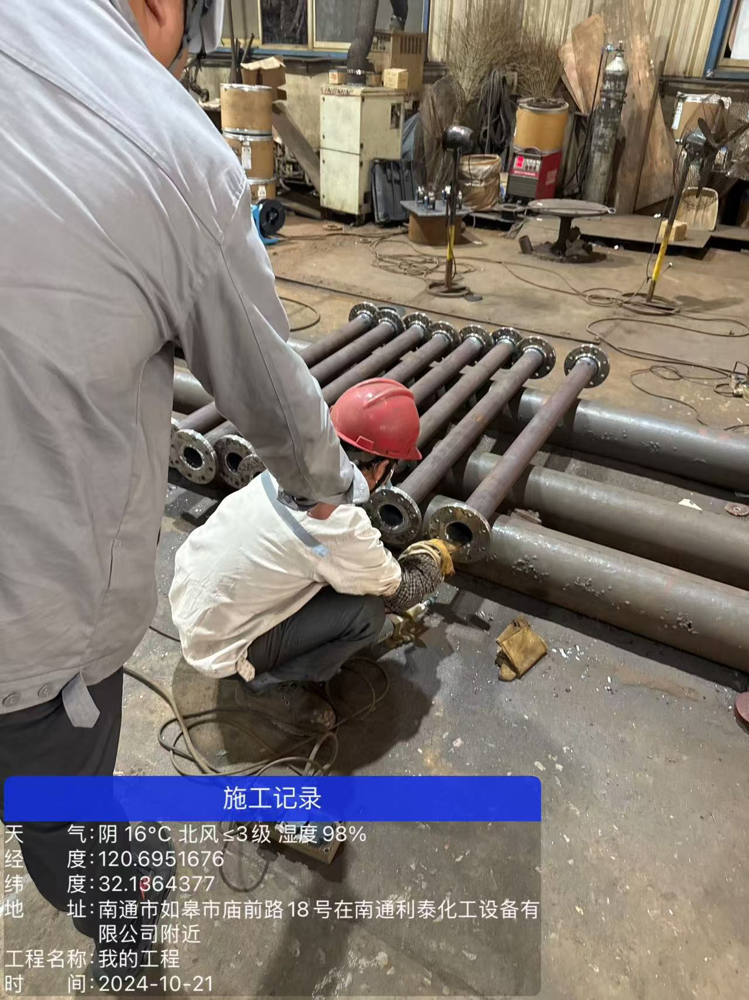 施工记录
天 气:阴 16°C 北风≤3级 湿度 98%
经 度:120.6951676
纬 度:32.1364377
地 址:南通市如皋市庙前路18号在南通利泰化工设备有
限公司附近
工程名称:我的工程
时 间:2024-10-21